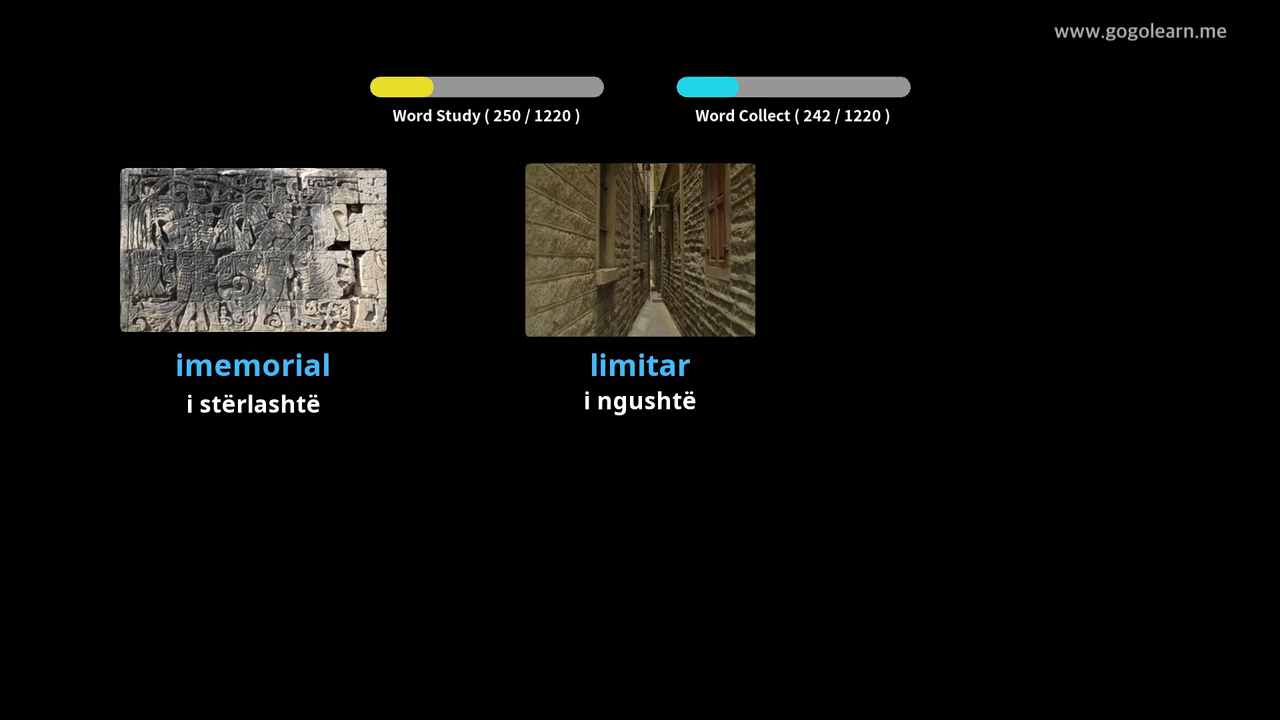 www.gogolearn.me
Word Study ( 250 / 1220 )
Word Collect ( 242 / 1220 )
imemorial
i stërlashtë
limitar
i ngushtë